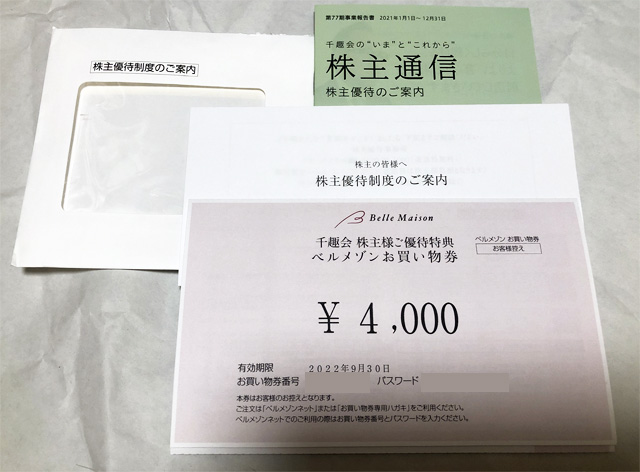 株主優待制度のご案内
第77期事業報告書 2021年1月1日～12月31日
千趣会の“いま”と“これから”
株主通信
株主優待のご案内
株主の皆様へ
株主優待制度のご案内
Belle Maison
千趣会 株主様ご優待特典
ベルメゾンお買い物券
ベルメゾン お買い物券
お客様控え
¥4,000
有効期限 2022年9月30日
お買い物券番号 パスワード
本券はお客様のお控えとなります。
ご注文は「ベルメゾンネット」または「お買い物券専用ハガキ」をご利用ください。
ベルメゾンネットでのご利用の際はお買い物券番号とパスワードを入力ください。